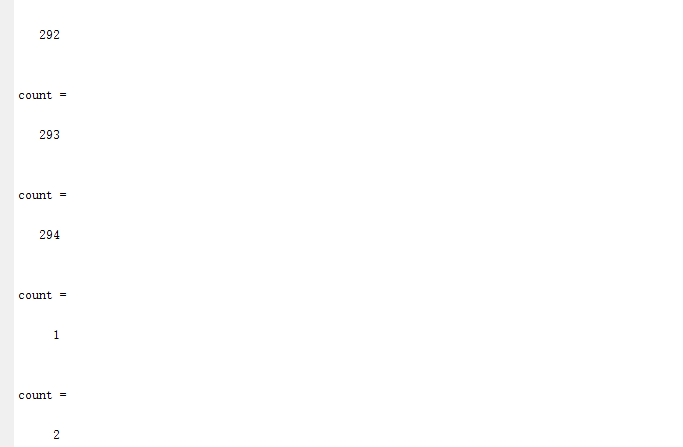 292
count =
293
count =
294
count =
1
count =
2